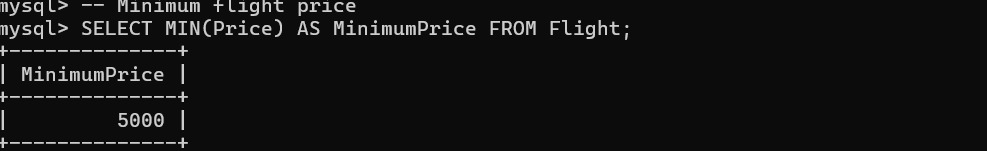 mysql> -- Minimum flight price
mysql> SELECT MIN(Price) AS MinimumPrice FROM Flight;
+--------------+
| MinimumPrice |
+--------------+
|         5000 |
+--------------+